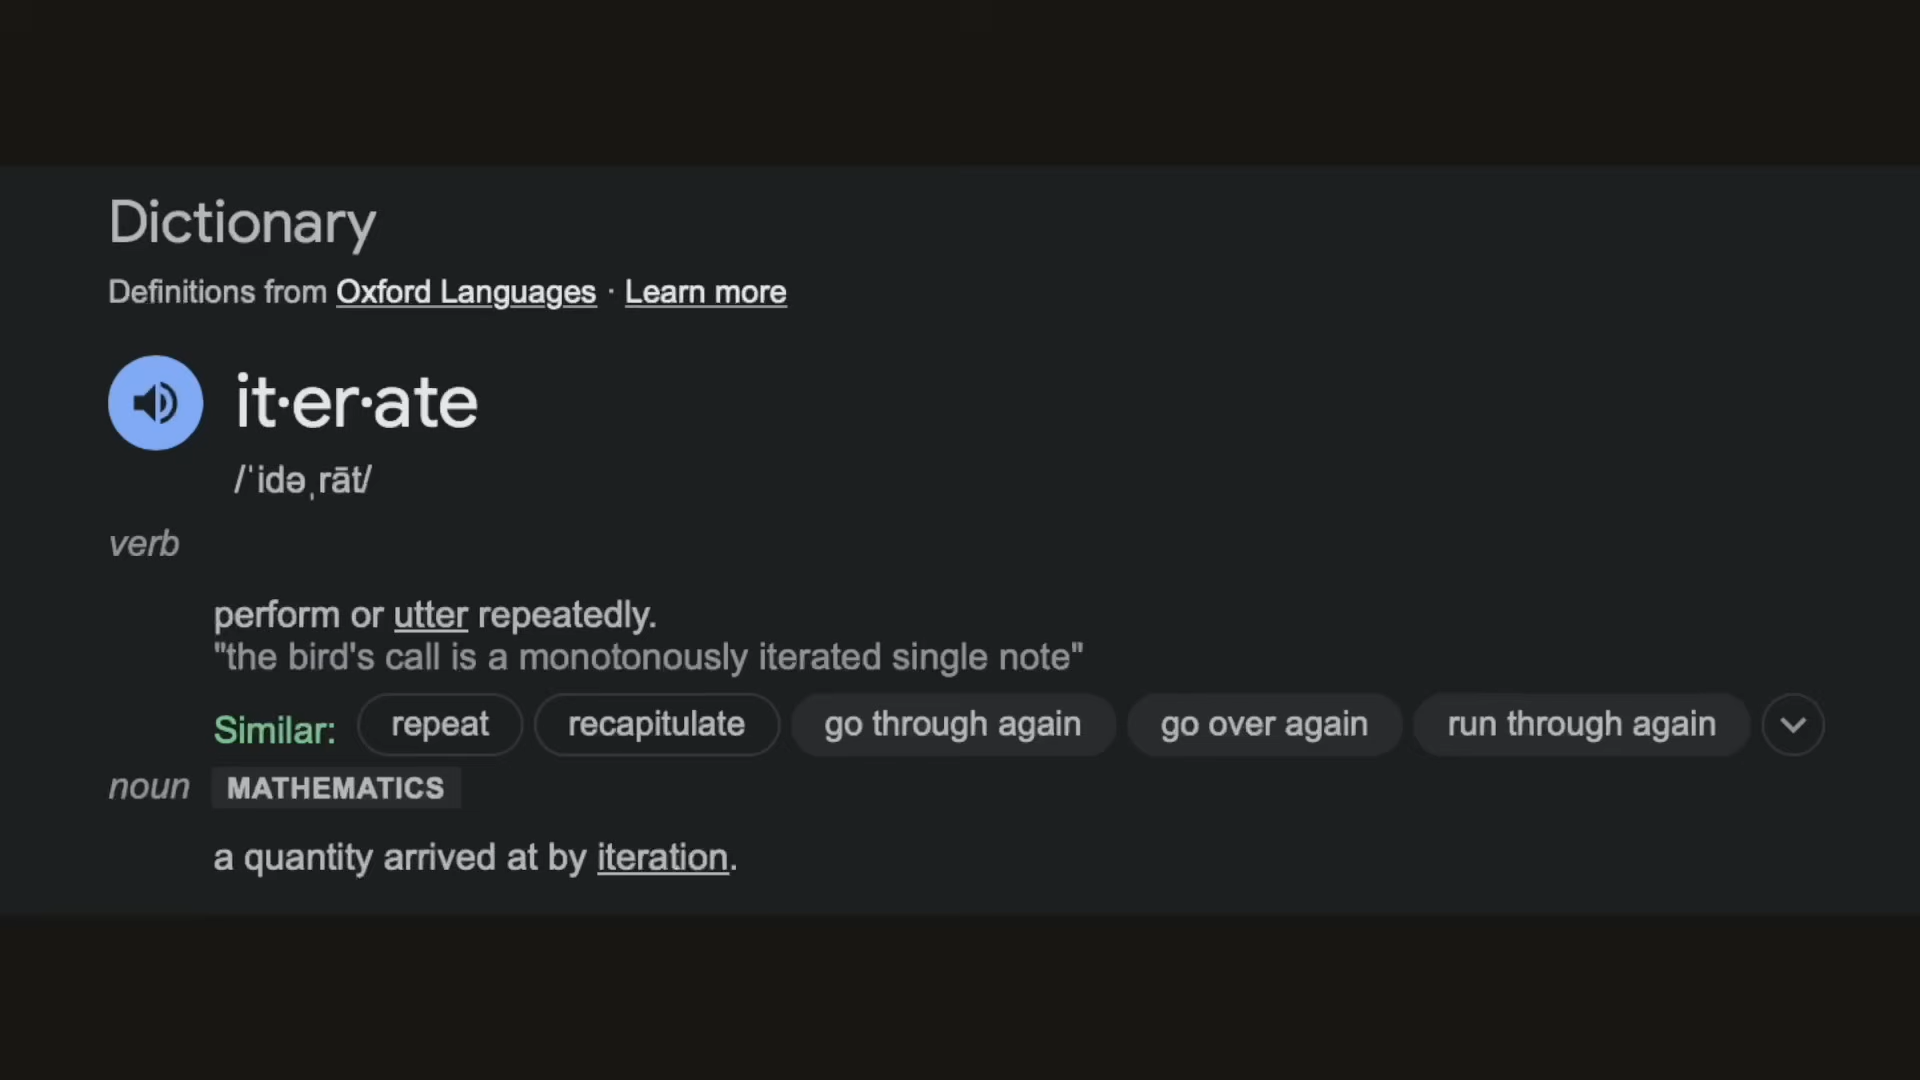 Dictionary
Definitions from Oxford Languages · Learn more
it·er·ate
/ˈidəˌrāt/
verb
perform or utter repeatedly.
"the bird's call is a monotonously iterated single note"
Similar: repeat recapitulate go through again go over again run through again
noun MATHEMATICS
a quantity arrived at by iteration.